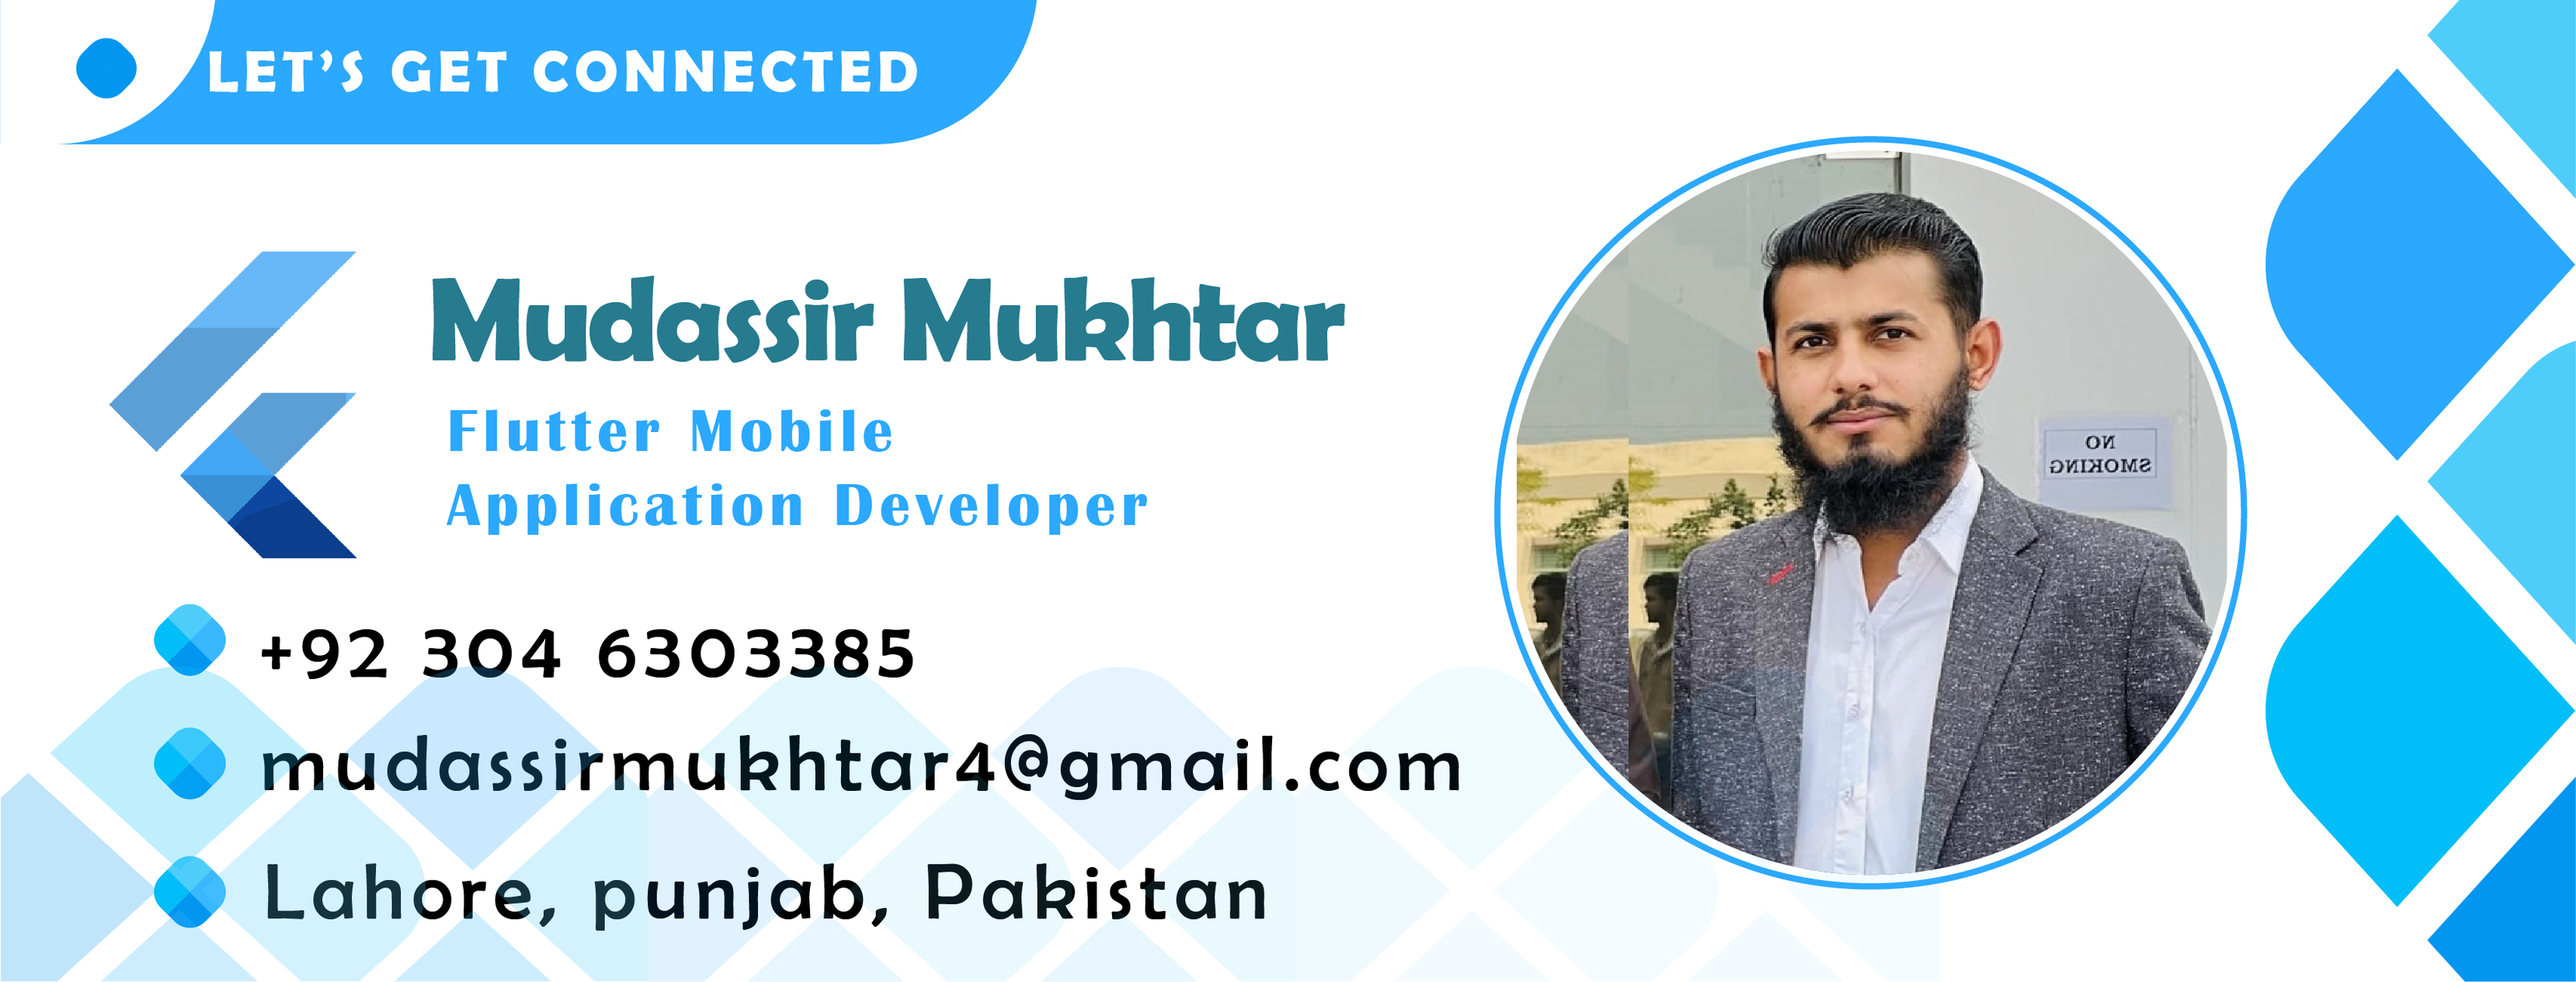 LET'S GET CONNECTED
Mudassir Mukhtar
Flutter Mobile
Application Developer
+92 304 6303385
mudassirmukhtar4@gmail.com
Lahore, punjab, Pakistan
NO
SMOKING